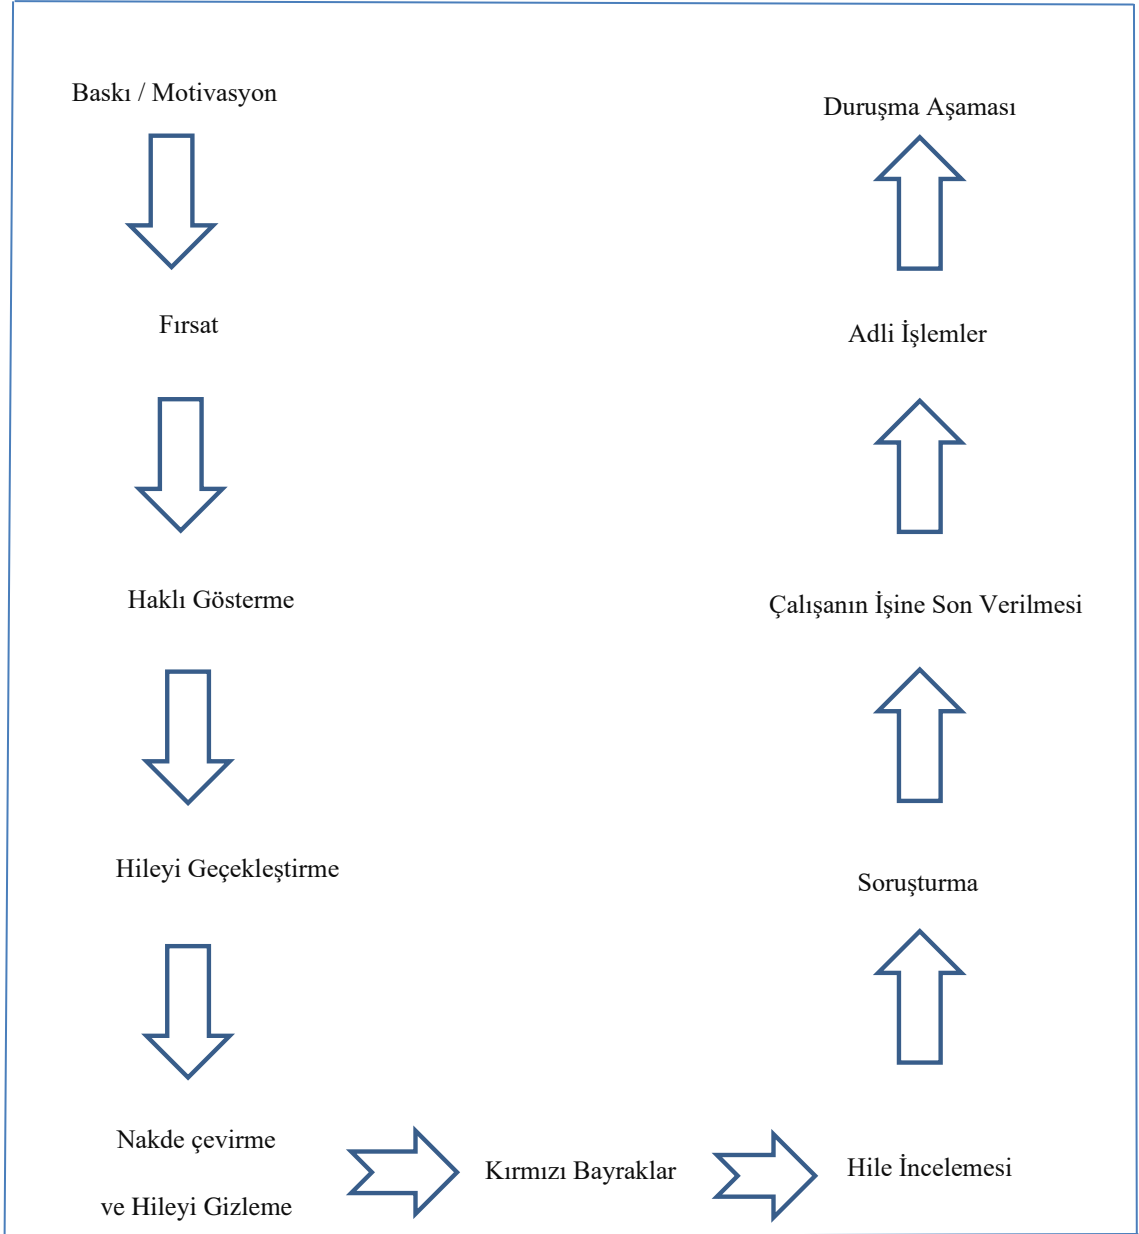 Baskı / Motivasyon
Fırsat
Haklı Gösterme
Hileyi Geçekleştirme
Nakde çevirme
ve Hileyi Gizleme
Kırmızı Bayraklar
Hile İncelemesi
Soruşturma
Çalışanın İşine Son Verilmesi
Adli İşlemler
Duruşma Aşaması